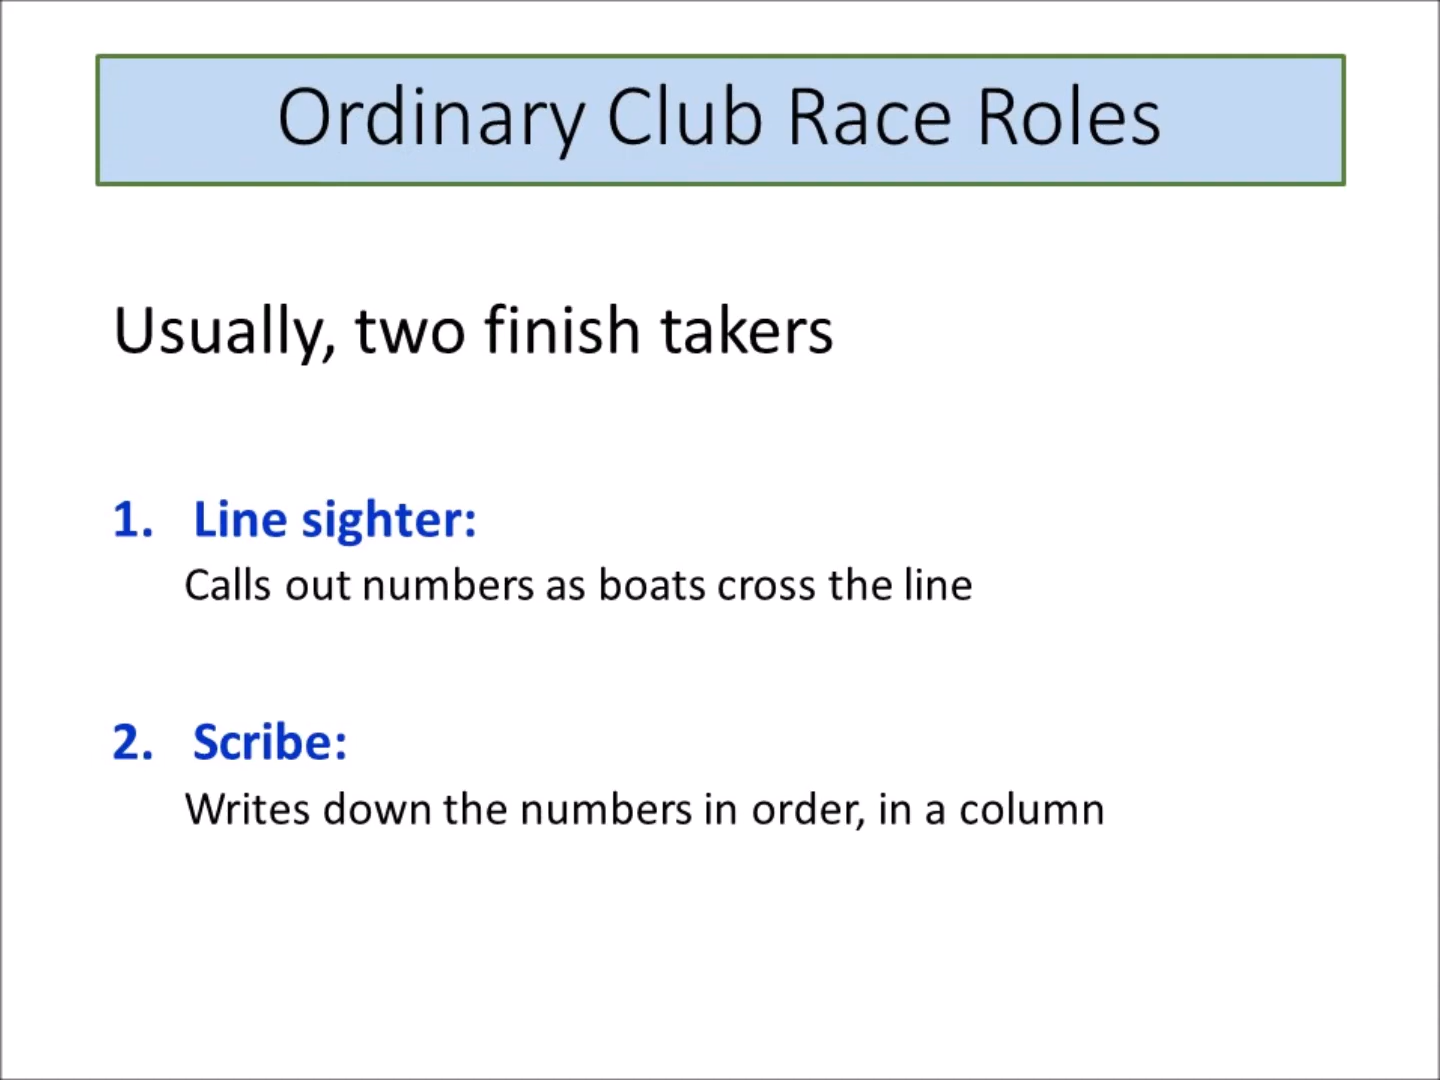 Ordinary Club Race Roles
Usually, two finish takers
1. Line sighter:
Calls out numbers as boats cross the line
2. Scribe:
Writes down the numbers in order, in a column